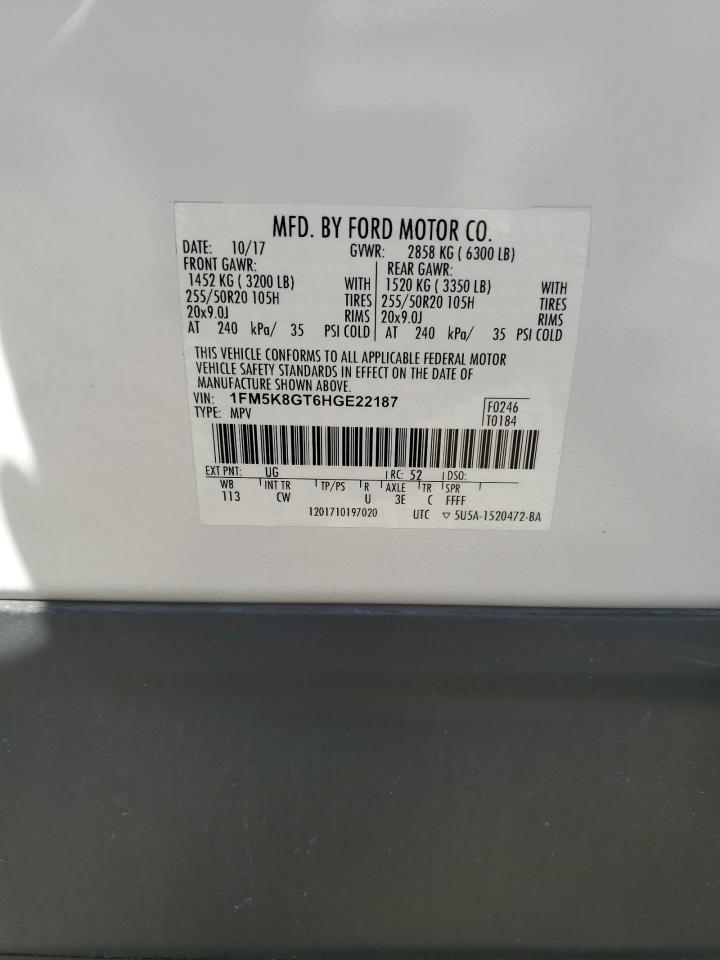 MFD. BY FORD MOTOR CO.
DATE: 10/17 GVWR: 2858 KG ( 6300 LB)
FRONT GAWR: REAR GAWR:
1452 KG ( 3200 LB) WITH 1520 KG ( 3350 LB) WITH
255/50R20 105H TIRES 255/50R20 105H TIRES
20x9.0J RIMS 20x9.0J RIMS
AT 240 kPa/ 35 PSI COLD AT 240 kPa/ 35 PSI COLD
THIS VEHICLE CONFORMS TO ALL APPLICABLE FEDERAL MOTOR
VEHICLE SAFETY STANDARDS IN EFFECT ON THE DATE OF
MANUFACTURE SHOWN ABOVE.
VIN: 1FM5K8GT6HGE22187 F0246
TYPE: MPV T0184
EXT PNT: UG RC: 52 DSO:
WB INT TR TP/PS R AXLE TR SPR
113 CW U 3E C FFFF
1201710197020 UTC ▽ 5U5A-1520472-BA